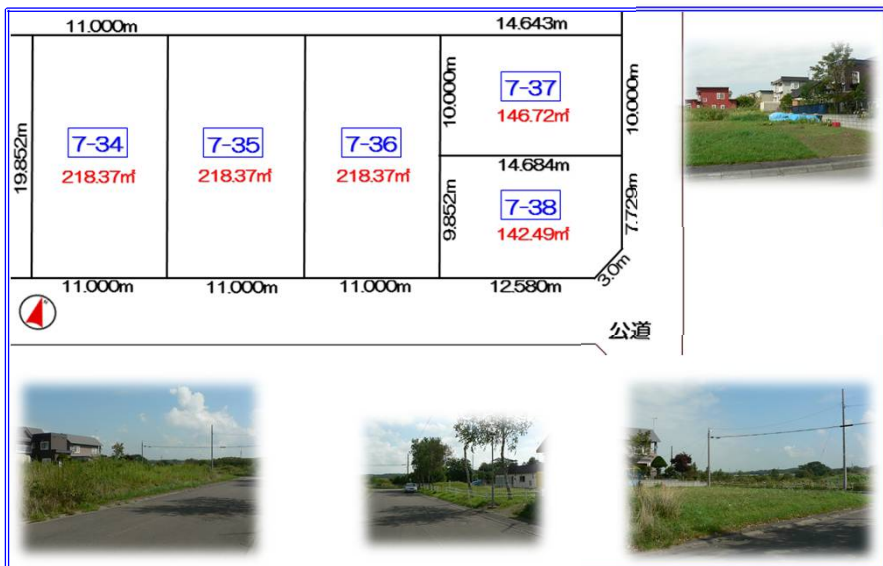 11.000m
14.643m
19.852m
7-34
218.37㎡
7-35
218.37㎡
7-36
218.37㎡
10.000m
7-37
146.72㎡
10.000m
14.684m
9.852m
7-38
142.49㎡
7.729m
3.0m
11.000m
11.000m
11.000m
12.580m
公道